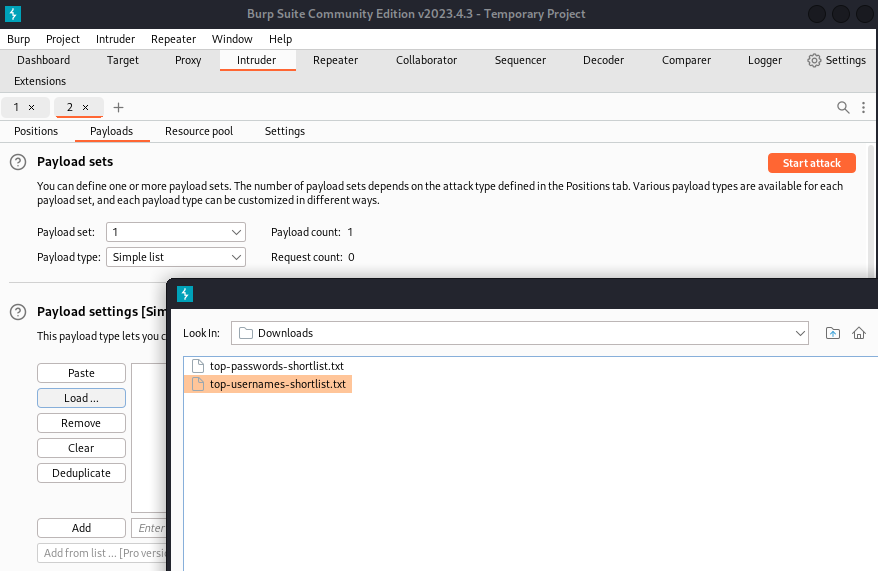 Burp Suite Community Edition v2023.4.3 - Temporary Project
Burp Project Intruder Repeater Window Help
Dashboard Target Proxy Intruder Repeater Collaborator Sequencer Decoder Comparer Logger Settings
Extensions
1 × 2 × +
Positions Payloads Resource pool Settings
? Payload sets Start attack
You can define one or more payload sets. The number of payload sets depends on the attack type defined in the Positions tab. Various payload types are available for each
payload set, and each payload type can be customized in different ways.
Payload set: 1 Payload count: 1
Payload type: Simple list Request count: 0
? Payload settings [Sim
This payload type lets you c
Look In: Downloads
top-passwords-shortlist.txt
top-usernames-shortlist.txt
Paste
Load ...
Remove
Clear
Deduplicate
Add Enter
Add from list ... [Pro versio